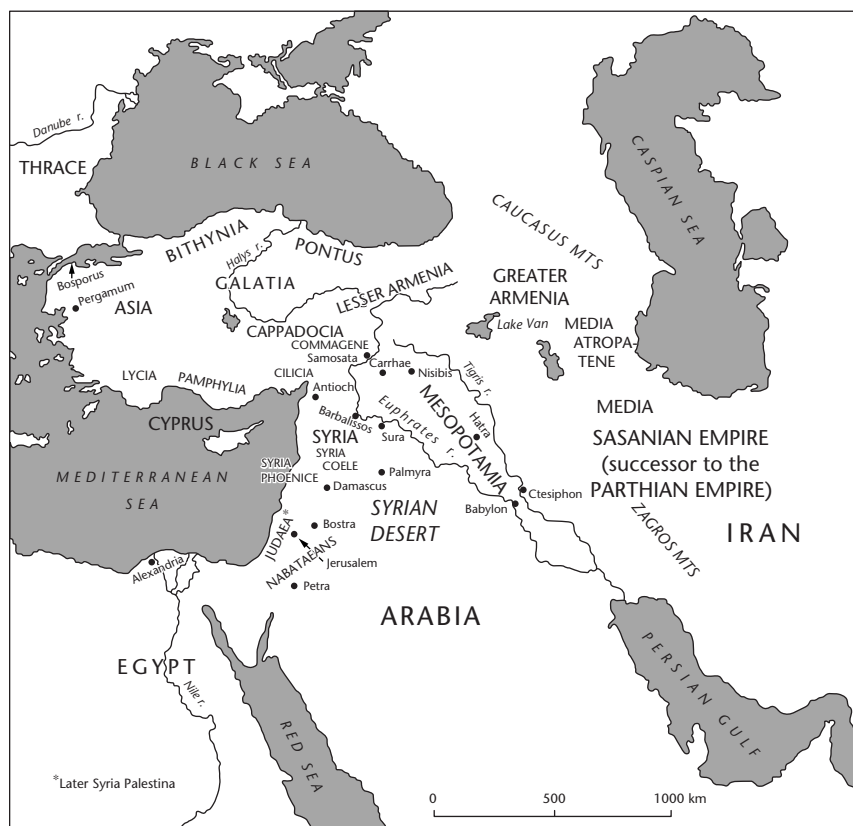 Danube r.
THRACE
BLACK SEA
CASPIAN SEA
CAUCASUS MTS
BITHYNIA
PONTUS
Halys r.
Bosporus
Pergamum
ASIA
GALATIA
LESSER ARMENIA
GREATER
ARMENIA
Lake Van
MEDIA
ATROPA-
TENE
CAPPADOCIA
COMMAGENE
Samosata
Carrhae
Nisibis
Tigris r.
LYCIA
PAMPHYLIA
CILICIA
Antioch
MEDIA
CYPRUS
Barbalissos
Euphrates r.
MESOPOTAMIA
Hatra
SYRIA
Sura
SASANIAN EMPIRE
(successor to the
PARTHIAN EMPIRE)
MEDITERRANEAN
SEA
SYRIA
PHOENICE
SYRIA
COELE
Palmyra
Damascus
Ctesiphon
Babylon
SYRIAN
DESERT
ZAGROS MTS
IRAN
JUDAEA*
Bostra
Jerusalem
NABATAEANS
Petra
Alexandria
ARABIA
EGYPT
Nile r.
RED SEA
PERSIAN GULF
*Later Syria Palestina
0 500 1000 km